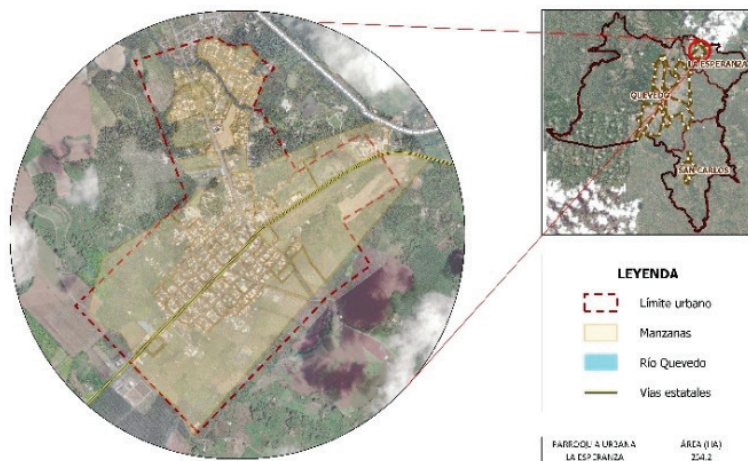 LA ESPERANZA
QUEVEDO
SAN CARLOS
LEYENDA
Límite urbano
Manzanas
Río Quevedo
Vías estatales
PARROQUIA URBANA ÁREA (HA)
LA ESPERANZA 254.2